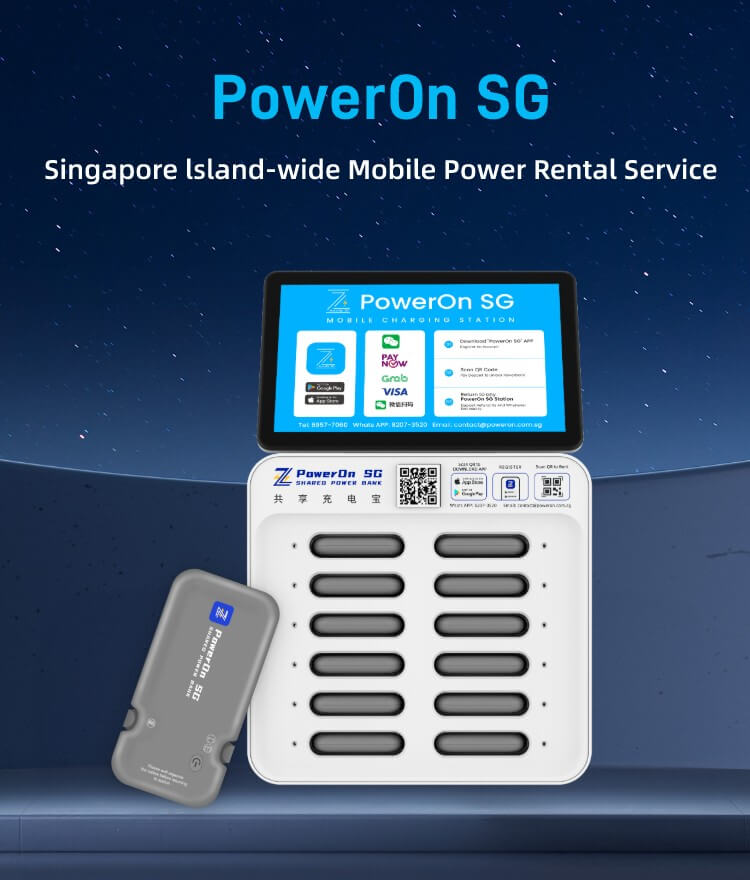 PowerOn SG
Singapore lsland-wide Mobile Power Rental Service
PowerOn SG
MOBILE CHARGING STATION
Google Play
App Store
PAY
NOW
Grab
VISA
微信扫码
Download "PowerOn SG" APP
Scan QR Code
Return to any
PowerOn SG Station
Tel: 8957-7060 Whats APP: 8207-3520 Email: contact@poweron.com.sg
PowerOn SG
SHARED POWER BANK
共享充电宝
SCAN QR TO
DOWNLOAD APP
App Store
Google Play
REGISTER
Scan QR to Rent
Whats APP: 8207-3520 Email: contact@poweron.com.sg
PowerOn SG
SHARED POWER BANK